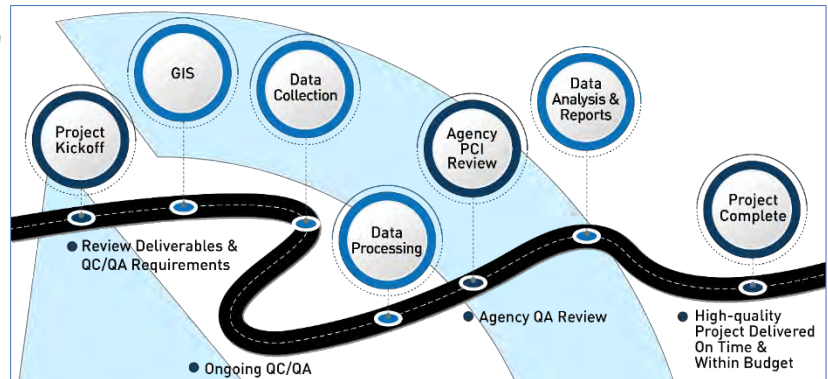 Project
Kickoff
GIS
Data
Collection
Data
Processing
Agency
PCI
Review
Data
Analysis &
Reports
Project
Complete
Review Deliverables &
QC/QA Requirements
Ongoing QC/QA
Agency QA Review
High-quality
Project Delivered
On Time &
Within Budget